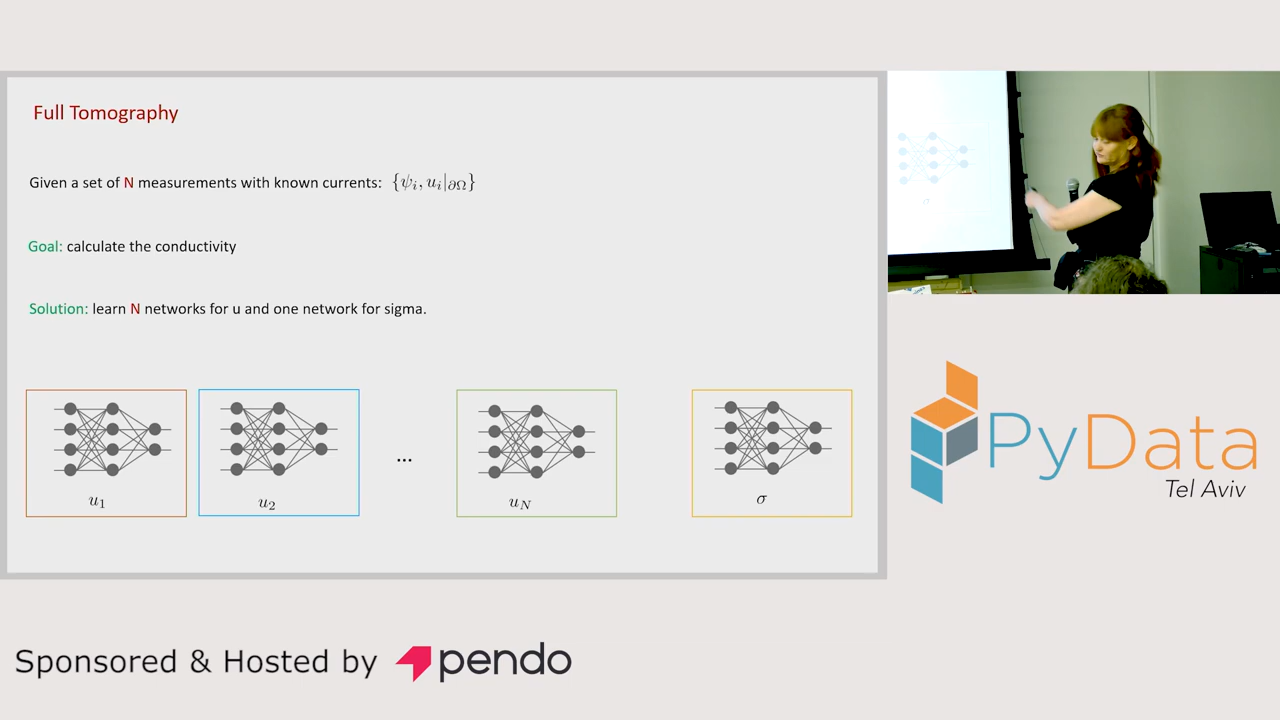 Full Tomography
Given a set of N measurements with known currents: {ψ_i, u_i|_∂Ω}
Goal: calculate the conductivity
Solution: learn N networks for u and one network for sigma.
...
u_1
u_2
u_N
σ
σ
PyData
Tel Aviv
Sponsored & Hosted by pendo